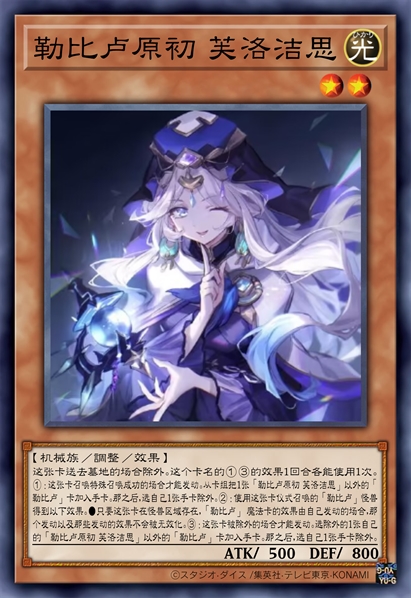 勒比卢原初 芙洛洁思
ひかり
光
【机械族／調整／效果】
这张卡送去墓地的场合除外。这个卡名的①③的效果1回合各能使用1次。
①：这张卡召唤特殊召唤成功的场合才能发动。从卡组把1张「勒比卢原初 芙洛洁思」以外的「
勒比卢」卡加入手卡。那之后，选自己1张手卡除外。②：使用这张卡仪式召唤的「勒比卢」怪兽
得到以下效果。●只要这张卡在怪兽区域存在，「勒比卢」魔法卡的效果由自己发动的场合，那
个发动以及那些发动的效果不会被无效化。③：这张卡被除外的场合才能发动。选除外的1张自己
的「勒比卢原初 芙洛洁思」以外的「勒比卢」卡加入手卡。那之后，选自己1张手卡除外。
ATK/ 500 DEF/ 800
©スタジオ・ダイス /集英社・テレビ東京・KONAMI